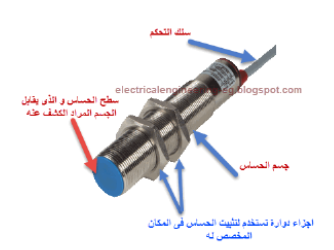 سلك التحكم
electricalengineering.blogspot.com
سطح الحساس و الذي يقابل
الجسم المراد الكشف عنه
جسم الحساس
اجزاء دوارة تستخدم لتثبيت الحساس فى المكان
المخصص له